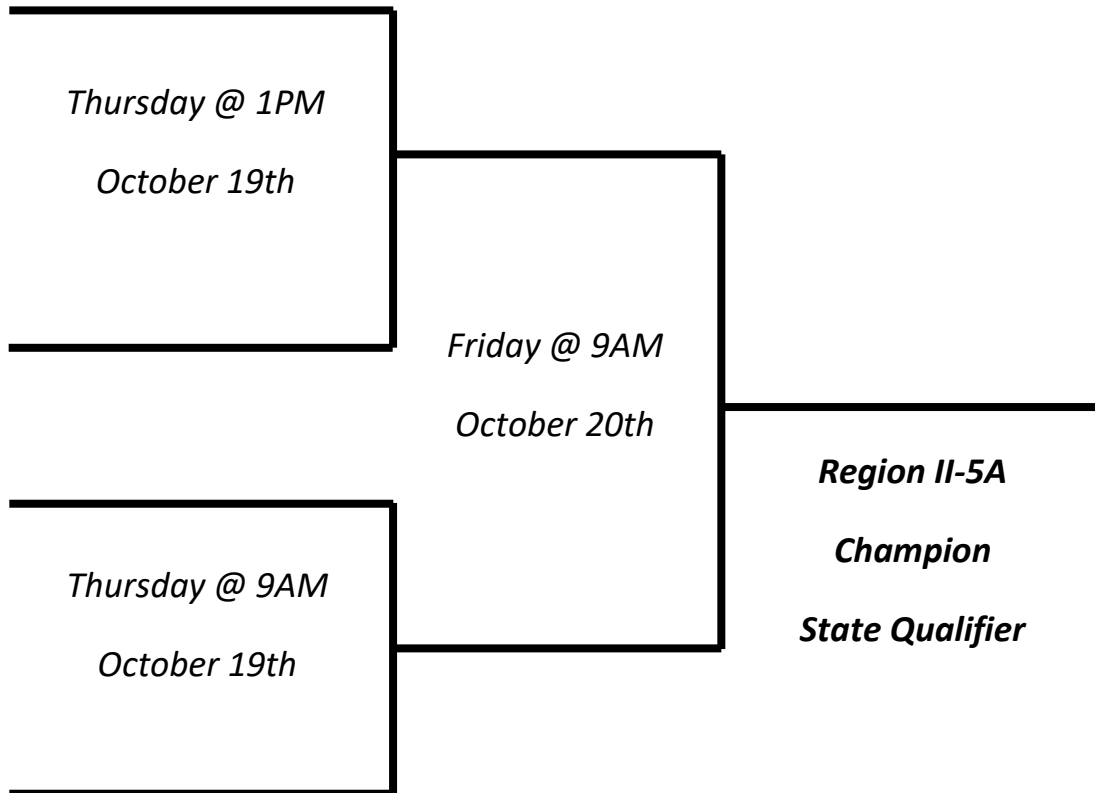 Thursday @ 1PM
October 19th
Friday @ 9AM
October 20th
Region II-5A
Champion
State Qualifier
Thursday @ 9AM
October 19th